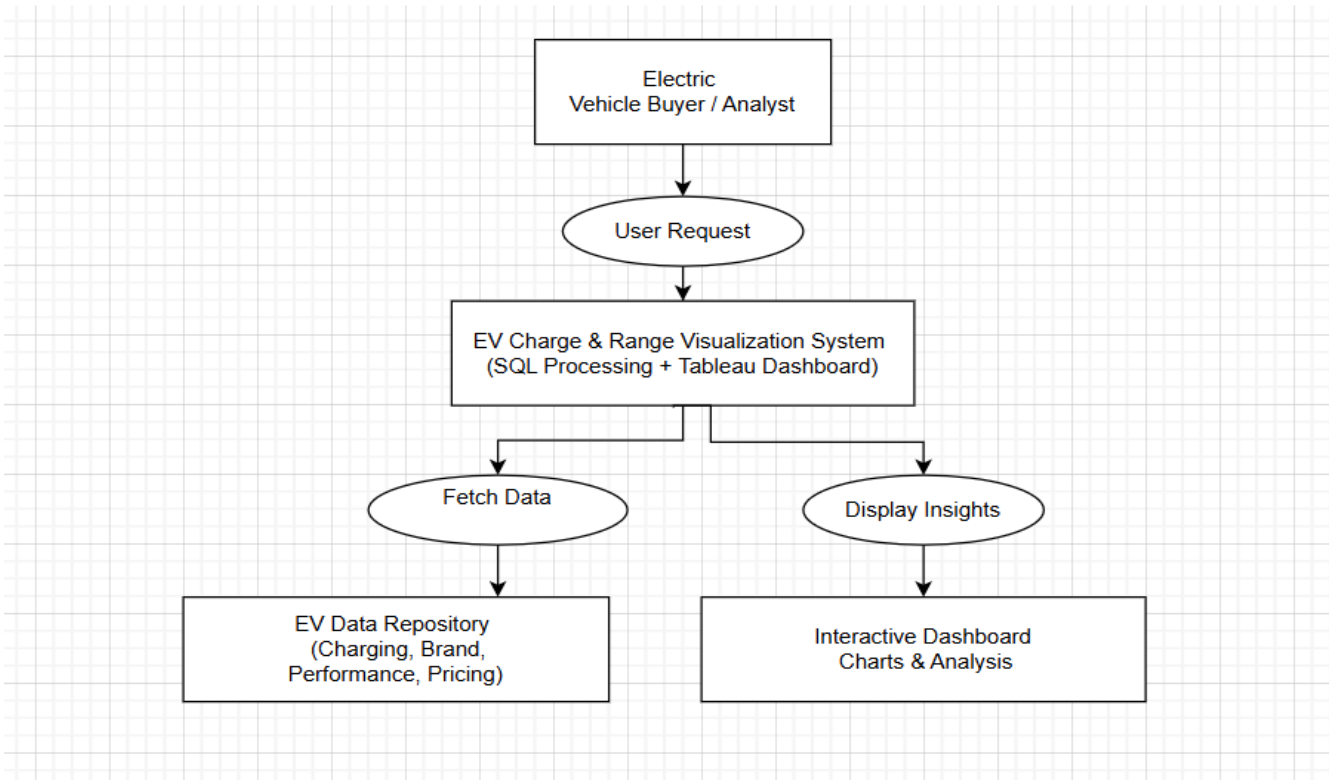 Electric
Vehicle Buyer / Analyst
User Request
EV Charge & Range Visualization System
(SQL Processing + Tableau Dashboard)
Fetch Data
Display Insights
EV Data Repository
(Charging, Brand,
Performance, Pricing)
Interactive Dashboard
Charts & Analysis